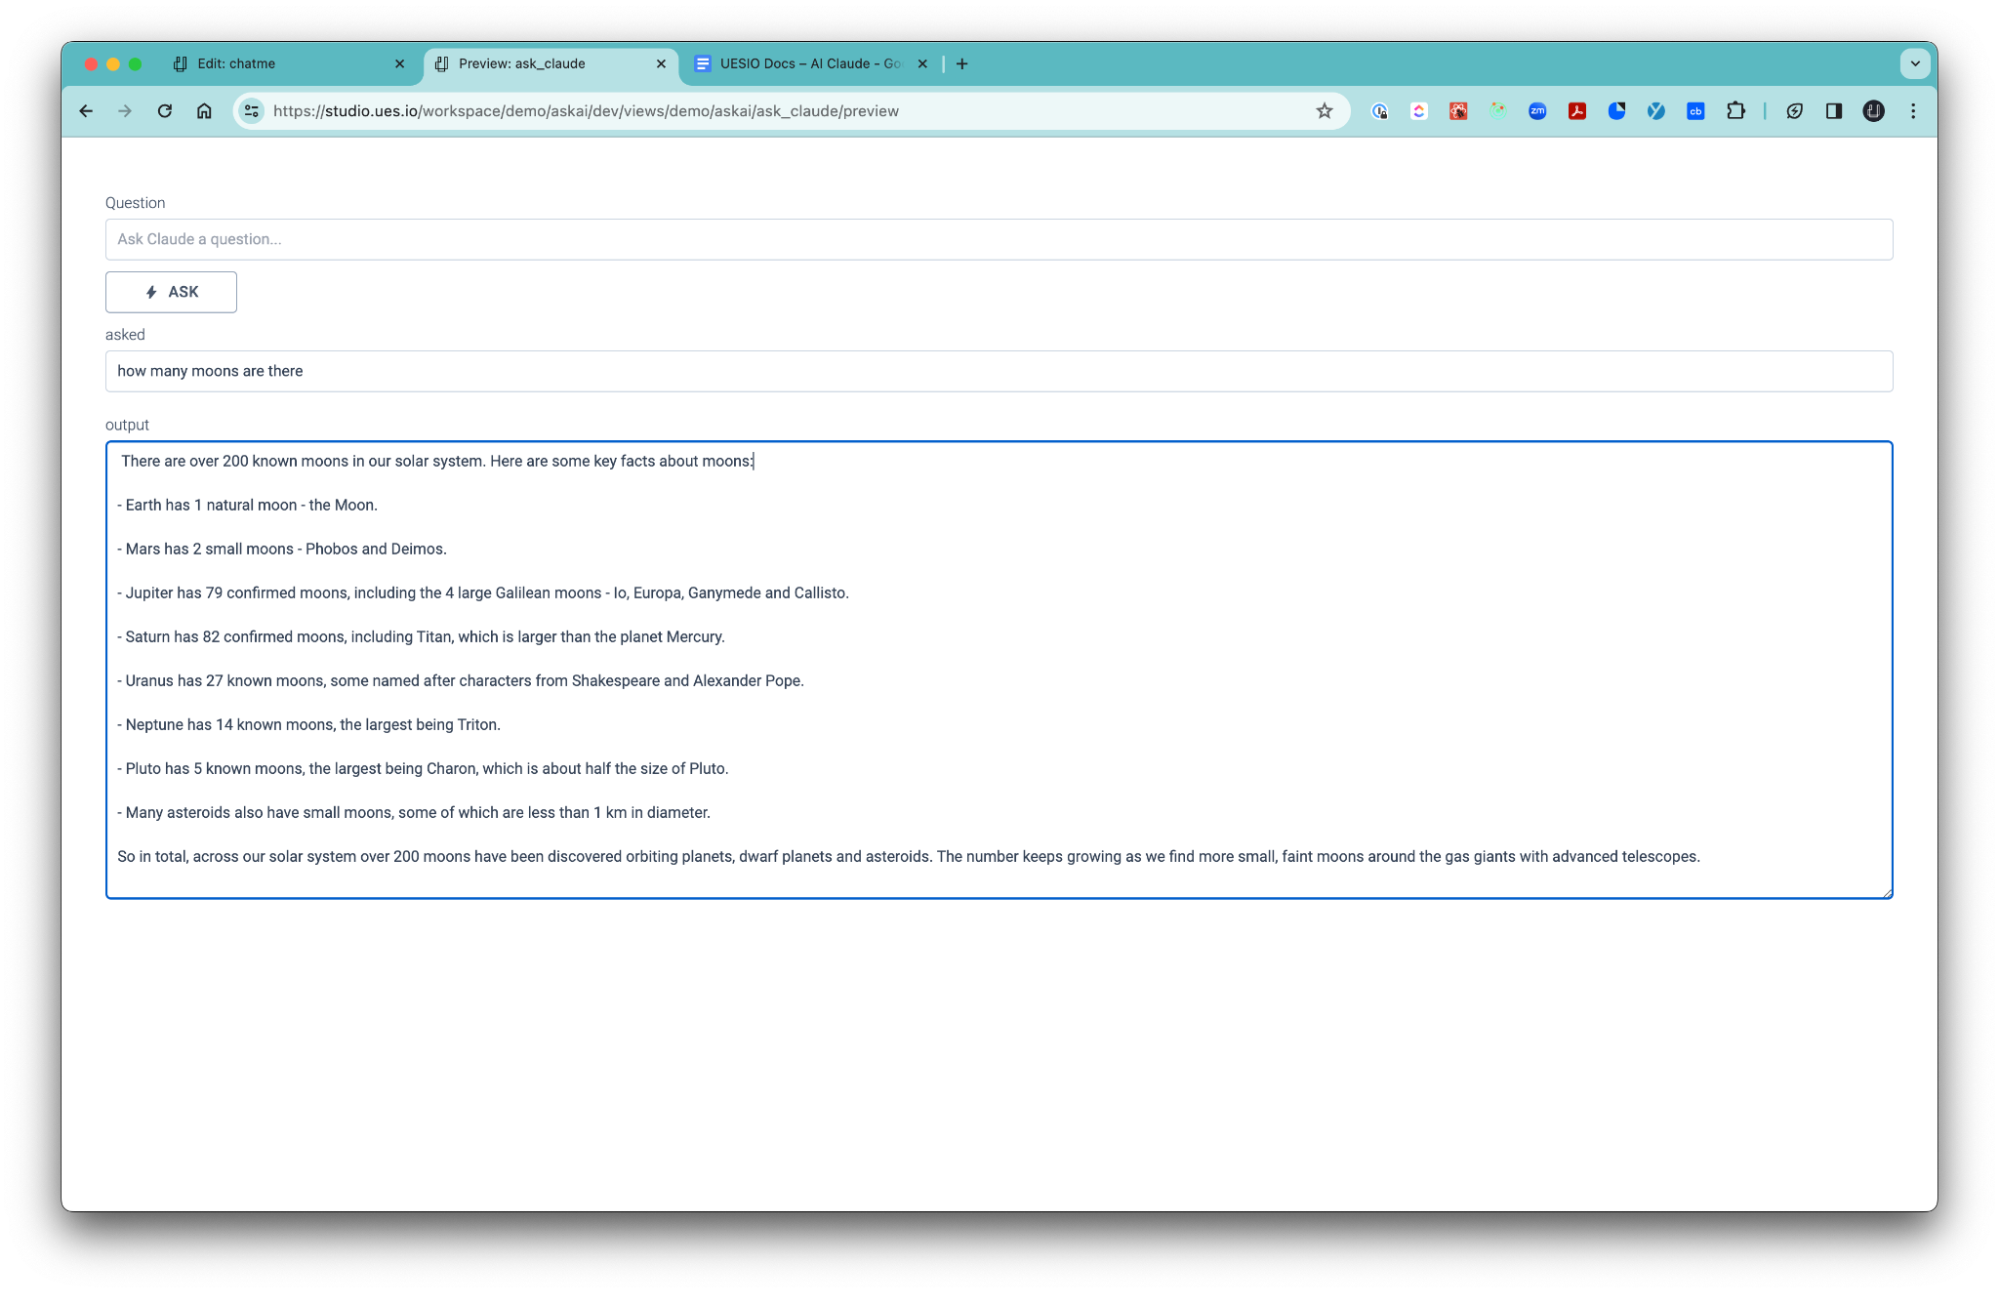 Edit: chatme
Preview: ask_claude
UESIO Docs – AI Claude - Go
https://studio.ues.io/workspace/demo/askai/dev/views/demo/askai/ask_claude/preview
zm
cb
Question
Ask Claude a question...
ASK
asked
how many moons are there
output
There are over 200 known moons in our solar system. Here are some key facts about moons:
- Earth has 1 natural moon - the Moon.
- Mars has 2 small moons - Phobos and Deimos.
- Jupiter has 79 confirmed moons, including the 4 large Galilean moons - Io, Europa, Ganymede and Callisto.
- Saturn has 82 confirmed moons, including Titan, which is larger than the planet Mercury.
- Uranus has 27 known moons, some named after characters from Shakespeare and Alexander Pope.
- Neptune has 14 known moons, the largest being Triton.
- Pluto has 5 known moons, the largest being Charon, which is about half the size of Pluto.
- Many asteroids also have small moons, some of which are less than 1 km in diameter.
So in total, across our solar system over 200 moons have been discovered orbiting planets, dwarf planets and asteroids. The number keeps growing as we find more small, faint moons around the gas giants with advanced telescopes.